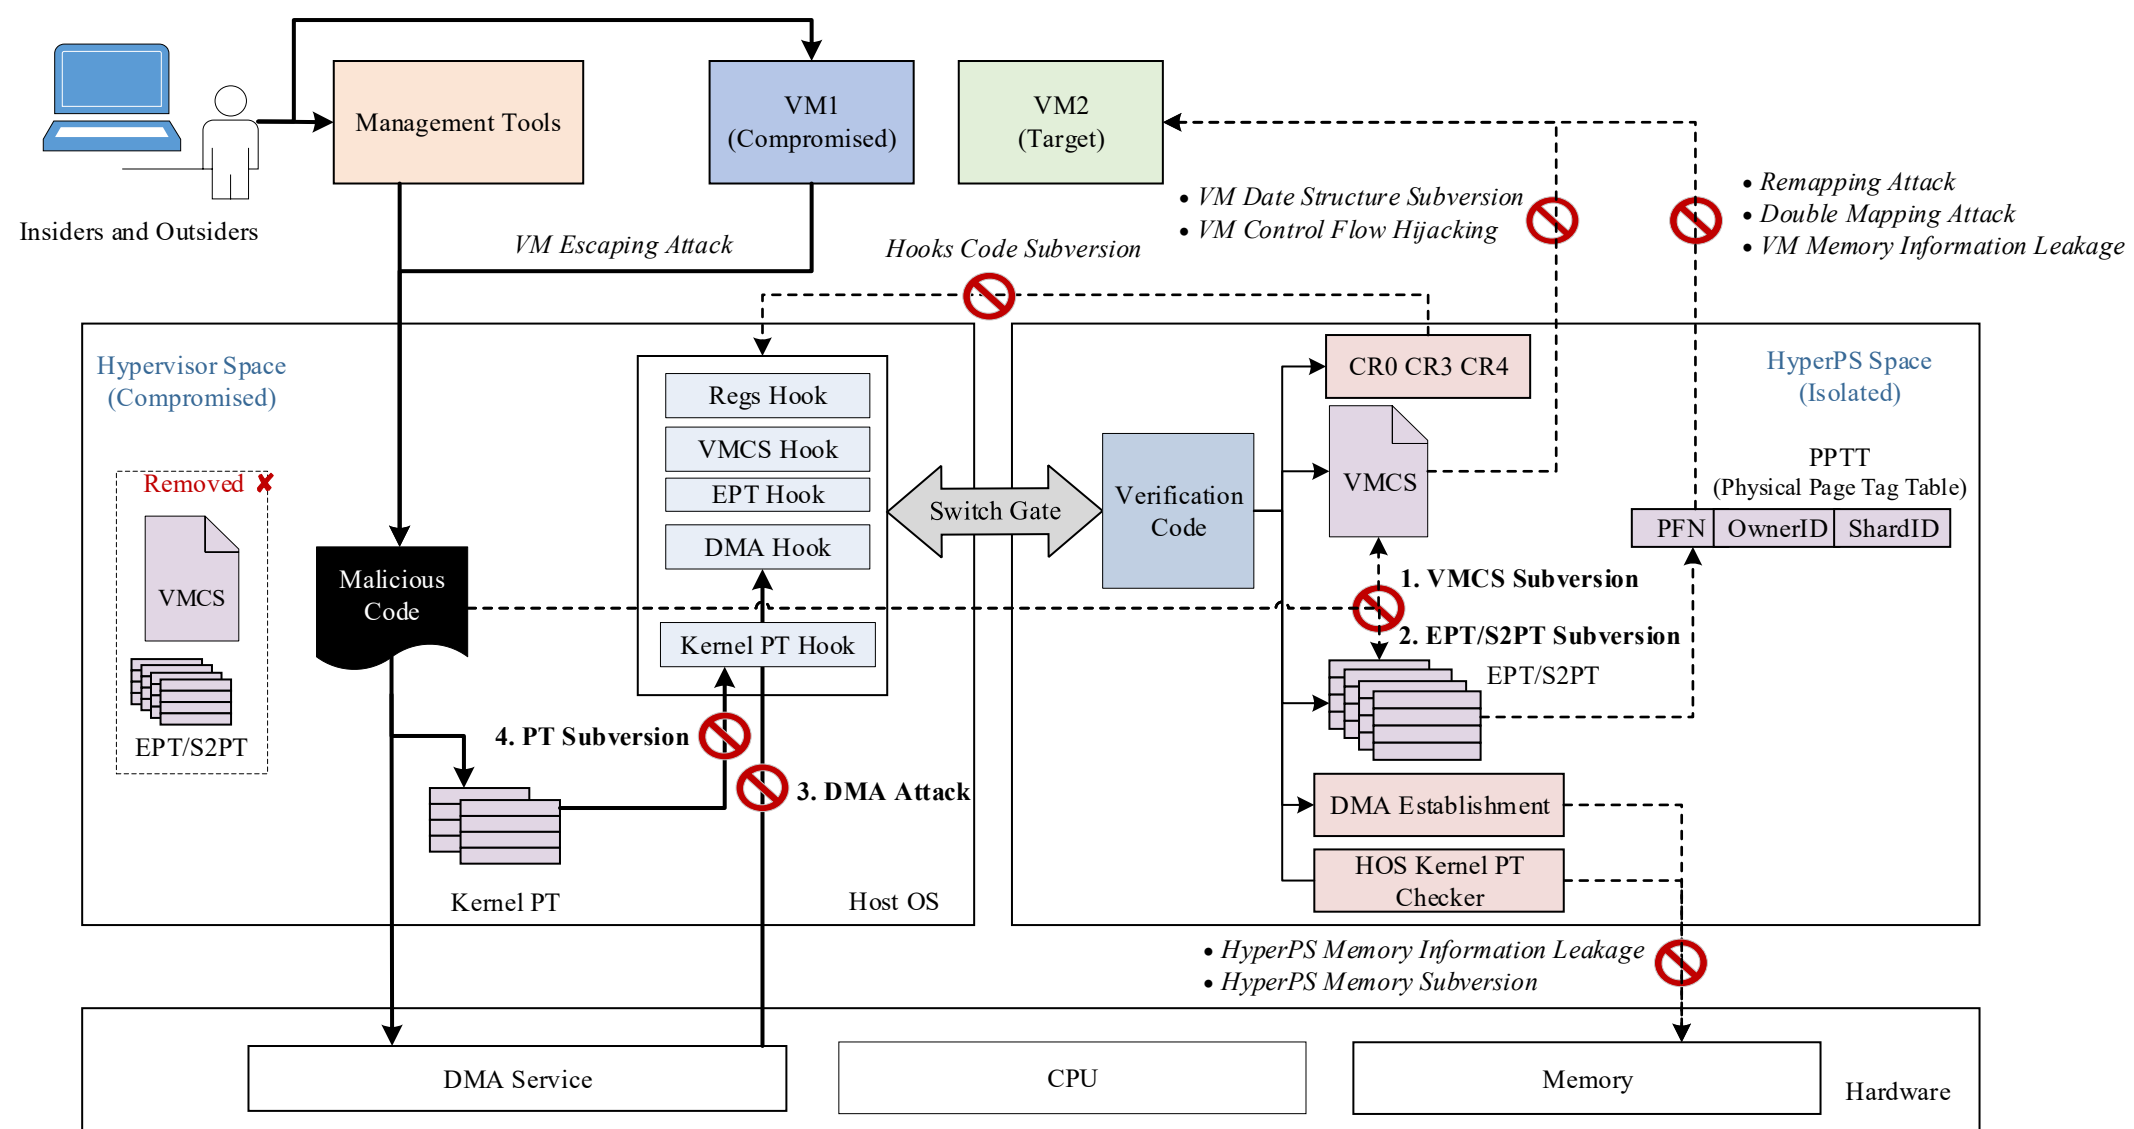 Management Tools
VM1
(Compromised)
VM2
(Target)
Insiders and Outsiders
VM Escaping Attack
Hooks Code Subversion
• VM Date Structure Subversion
• VM Control Flow Hijacking
• Remapping Attack
• Double Mapping Attack
• VM Memory Information Leakage
Hypervisor Space
(Compromised)
Removed ✘
VMCS
EPT/S2PT
Malicious
Code
Regs Hook
VMCS Hook
EPT Hook
DMA Hook
Kernel PT Hook
4. PT Subversion
3. DMA Attack
Kernel PT
Host OS
Switch Gate
HyperPS Space
(Isolated)
Verification
Code
CR0 CR3 CR4
VMCS
PPTT
(Physical Page Tag Table)
PFN OwnerID ShardID
1. VMCS Subversion
2. EPT/S2PT Subversion
EPT/S2PT
DMA Establishment
HOS Kernel PT
Checker
• HyperPS Memory Information Leakage
• HyperPS Memory Subversion
DMA Service
CPU
Memory
Hardware